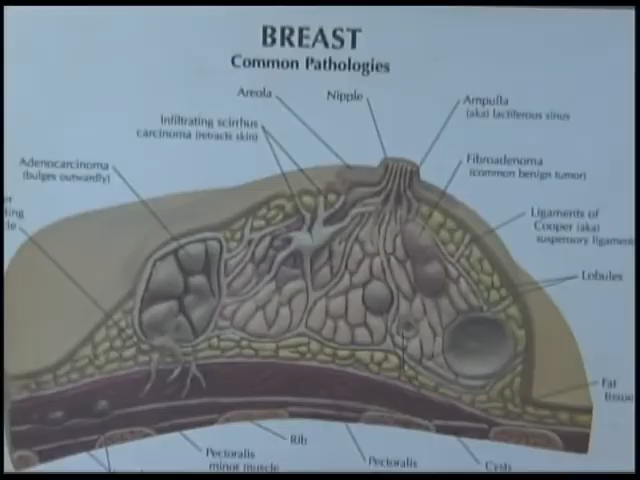 BREAST
Common Pathologies
Areola
Nipple
Ampulla
(aka) lactiferous sinus
Infiltrating scirrhus
carcinoma (retracts skin)
Adenocarcinoma
(bulges outwardly)
Fibroadenoma
(common benign tumor)
Ligaments of
Cooper (aka)
suspensory ligament
Lobules
Fat
tissue
Rib
Pectoralis
minor muscle
Pectoralis
Cysts